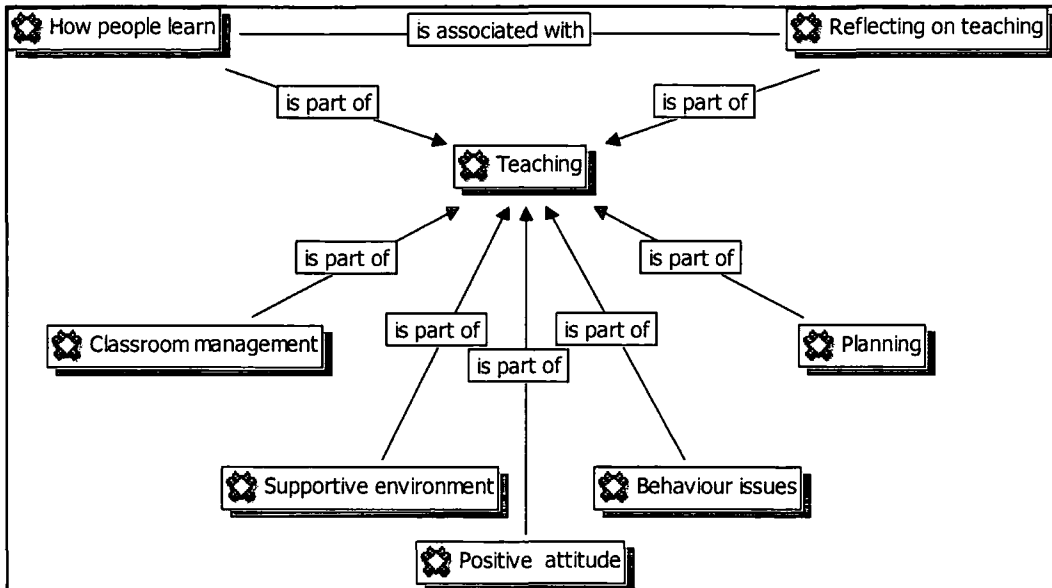 How people learn
is associated with
Reflecting on teaching
is part of
is part of
Teaching
is part of
is part of
is part of
is part of
is part of
Classroom management
Planning
Supportive environment
Behaviour issues
Positive attitude